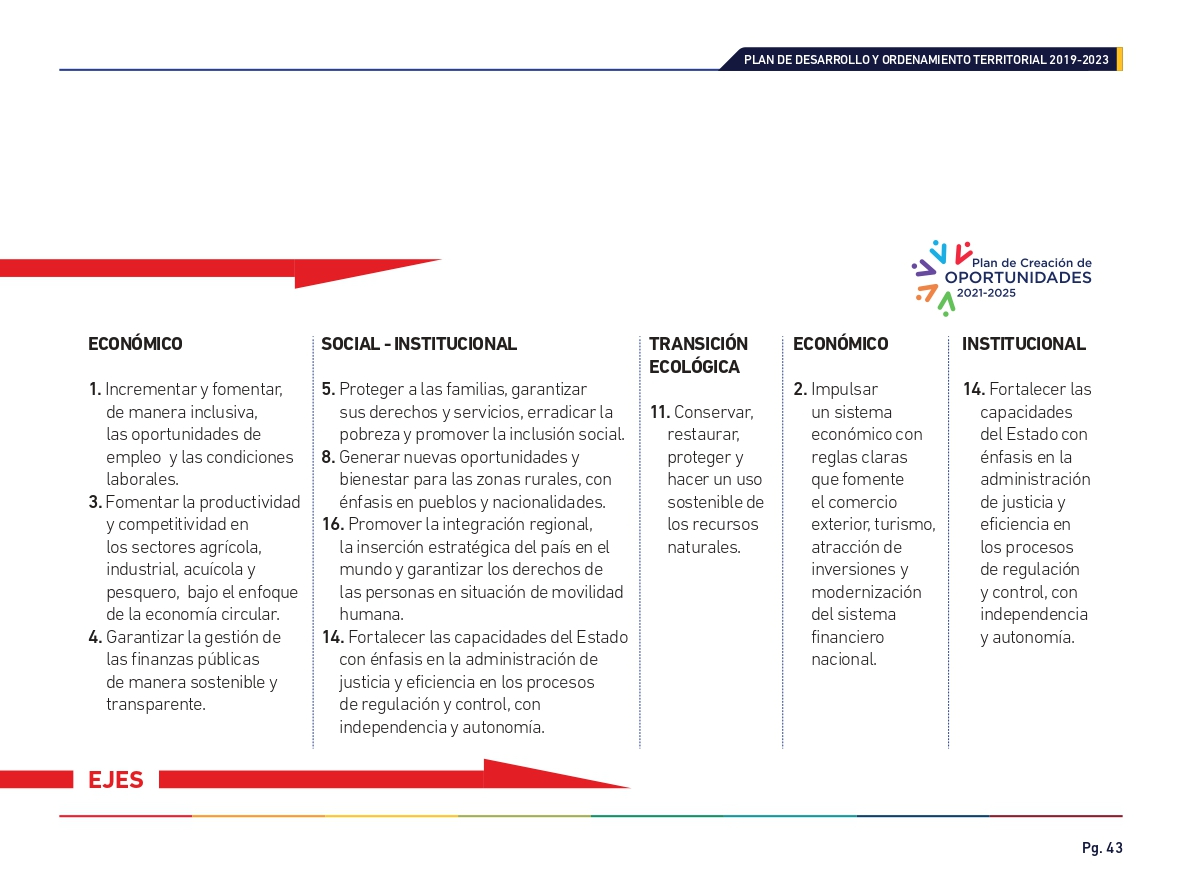 PLAN DE DESARROLLO Y ORDENAMIENTO TERRITORIAL 2019-2023
Plan de Creación de
OPORTUNIDADES
2021-2025
ECONÓMICO
1. Incrementar y fomentar,
de manera inclusiva,
las oportunidades de
empleo y las condiciones
laborales.
3. Fomentar la productividad
y competitividad en
los sectores agrícola,
industrial, acuícola y
pesquero, bajo el enfoque
de la economía circular.
4. Garantizar la gestión de
las finanzas públicas
de manera sostenible y
transparente.
SOCIAL - INSTITUCIONAL
5. Proteger a las familias, garantizar
sus derechos y servicios, erradicar la
pobreza y promover la inclusión social.
8. Generar nuevas oportunidades y
bienestar para las zonas rurales, con
énfasis en pueblos y nacionalidades.
16. Promover la integración regional,
la inserción estratégica del país en el
mundo y garantizar los derechos de
las personas en situación de movilidad
humana.
14. Fortalecer las capacidades del Estado
con énfasis en la administración de
justicia y eficiencia en los procesos
de regulación y control, con
independencia y autonomía.
TRANSICIÓN
ECOLÓGICA
11. Conservar,
restaurar,
proteger y
hacer un uso
sostenible de
los recursos
naturales.
ECONÓMICO
2. Impulsar
un sistema
económico con
reglas claras
que fomente
el comercio
exterior, turismo,
atracción de
inversiones y
modernización
del sistema
financiero
nacional.
INSTITUCIONAL
14. Fortalecer las
capacidades
del Estado con
énfasis en la
administración
de justicia y
eficiencia en
los procesos
de regulación
y control, con
independencia
y autonomía.
EJES
Pg. 43